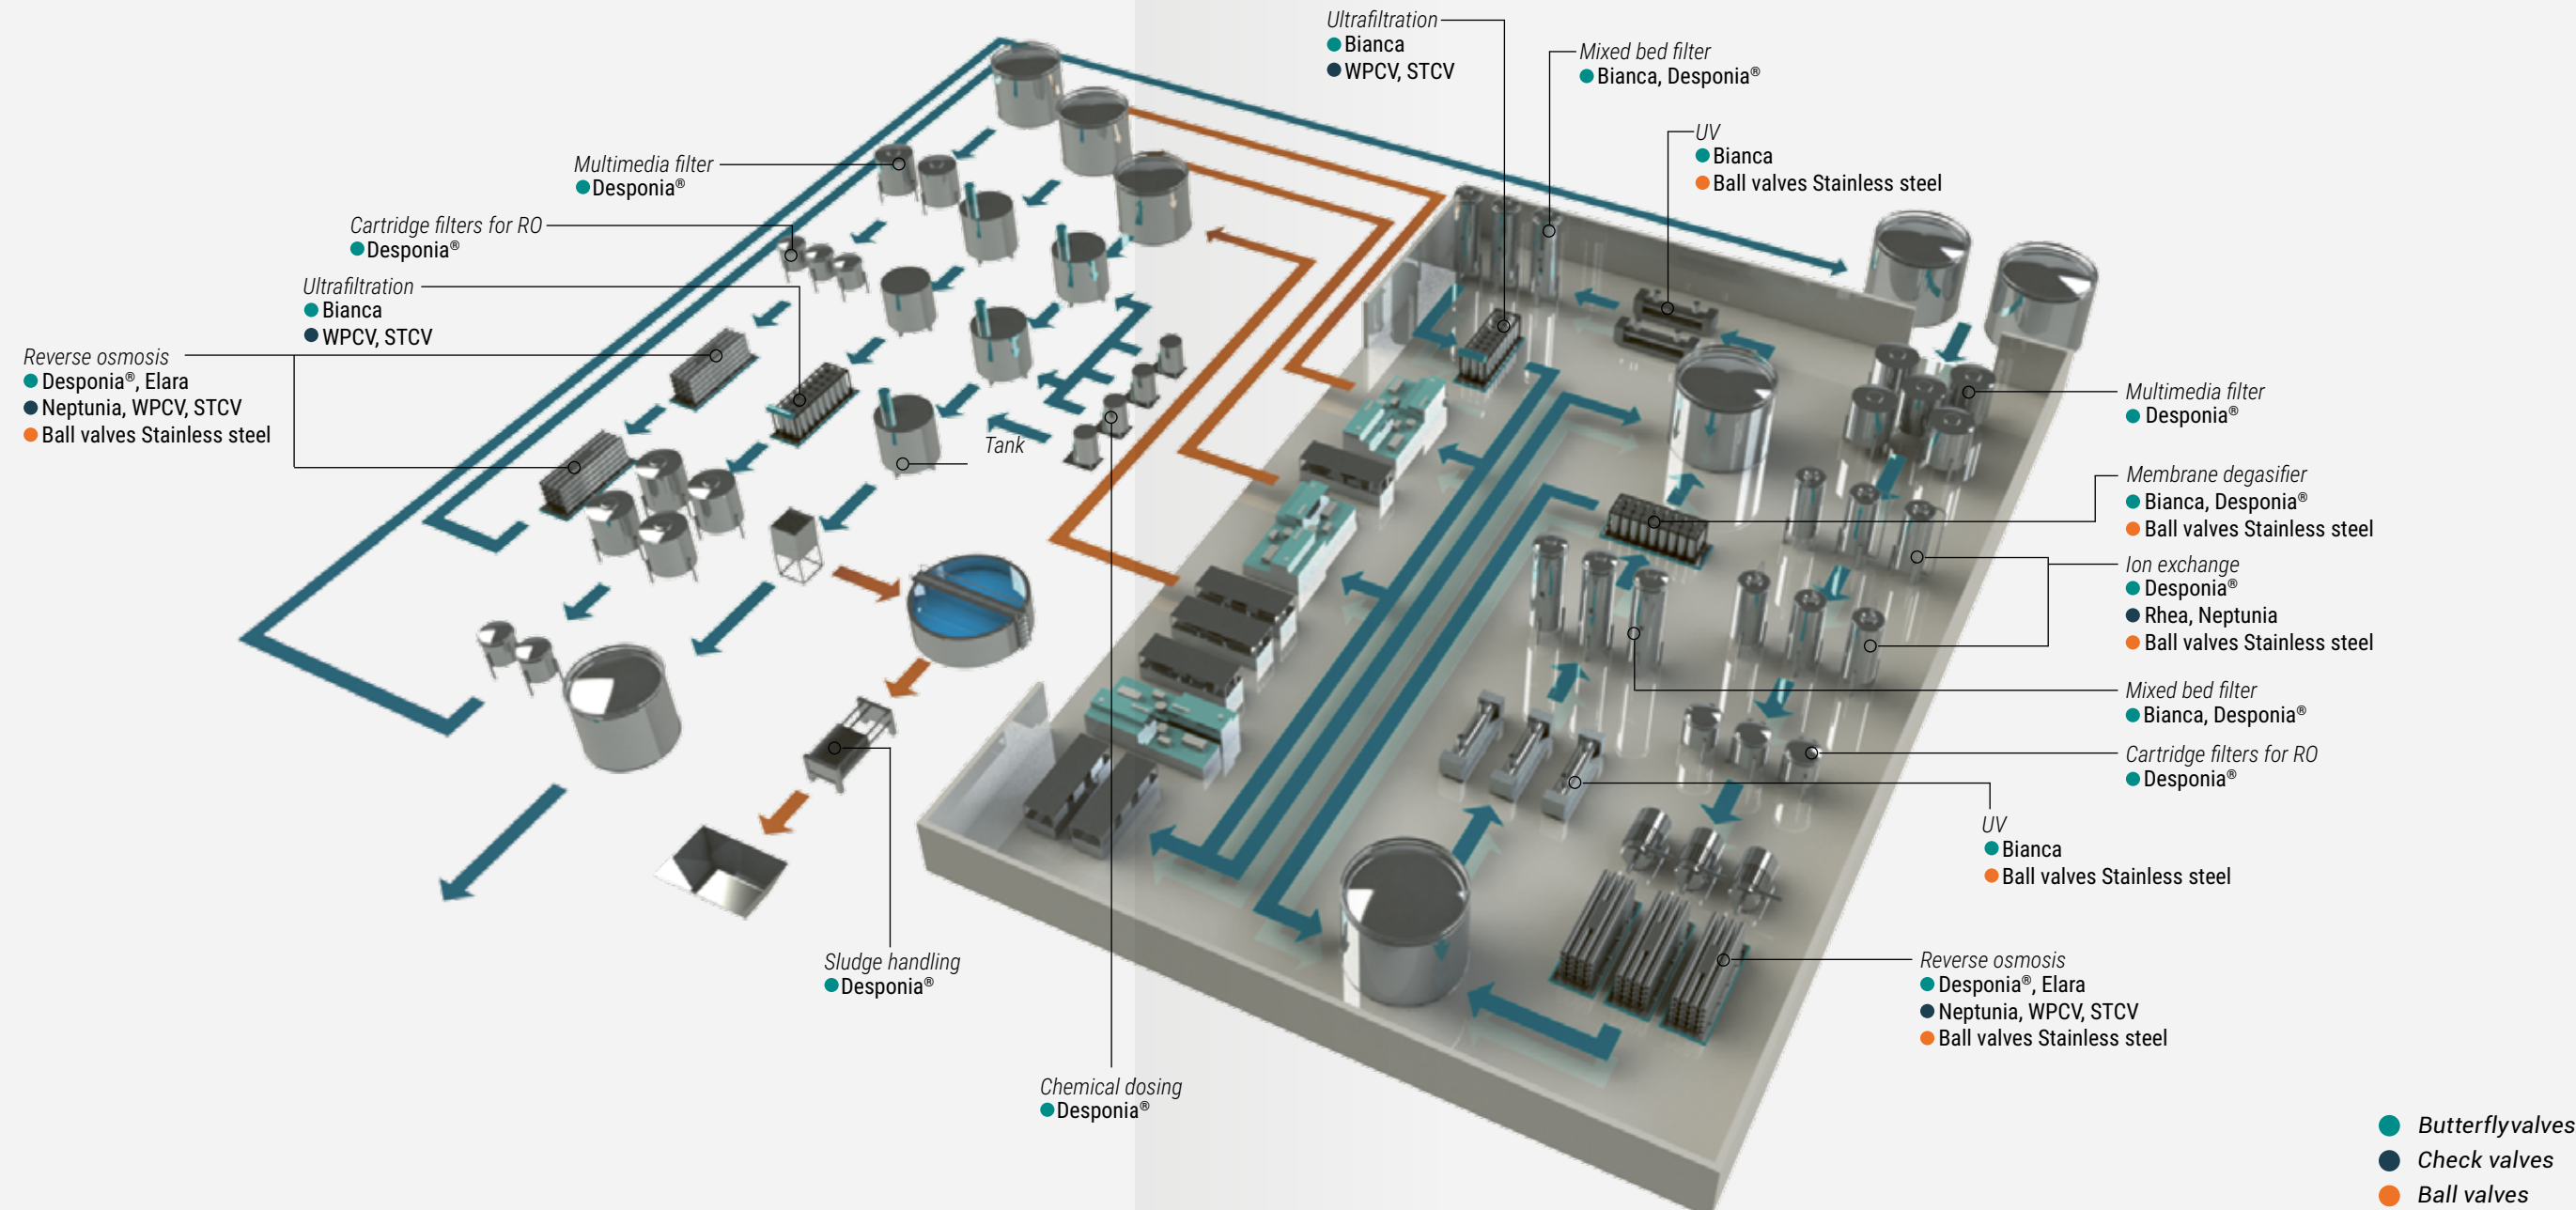 Ultrafiltration
Bianca
WPCV, STCV
Mixed bed filter
Bianca, Desponia®
UV
Bianca
Ball valves Stainless steel
Multimedia filter
Desponia®
Cartridge filters for RO
Desponia®
Ultrafiltration
Bianca
WPCV, STCV
Reverse osmosis
Desponia®, Elara
Neptunia, WPCV, STCV
Ball valves Stainless steel
Tank
Multimedia filter
Desponia®
Membrane degasifier
Bianca, Desponia®
Ball valves Stainless steel
Ion exchange
Desponia®
Rhea, Neptunia
Ball valves Stainless steel
Mixed bed filter
Bianca, Desponia®
Cartridge filters for RO
Desponia®
UV
Bianca
Ball valves Stainless steel
Sludge handling
Desponia®
Reverse osmosis
Desponia®, Elara
Neptunia, WPCV, STCV
Ball valves Stainless steel
Chemical dosing
Desponia®
Butterflyvalves
Check valves
Ball valves